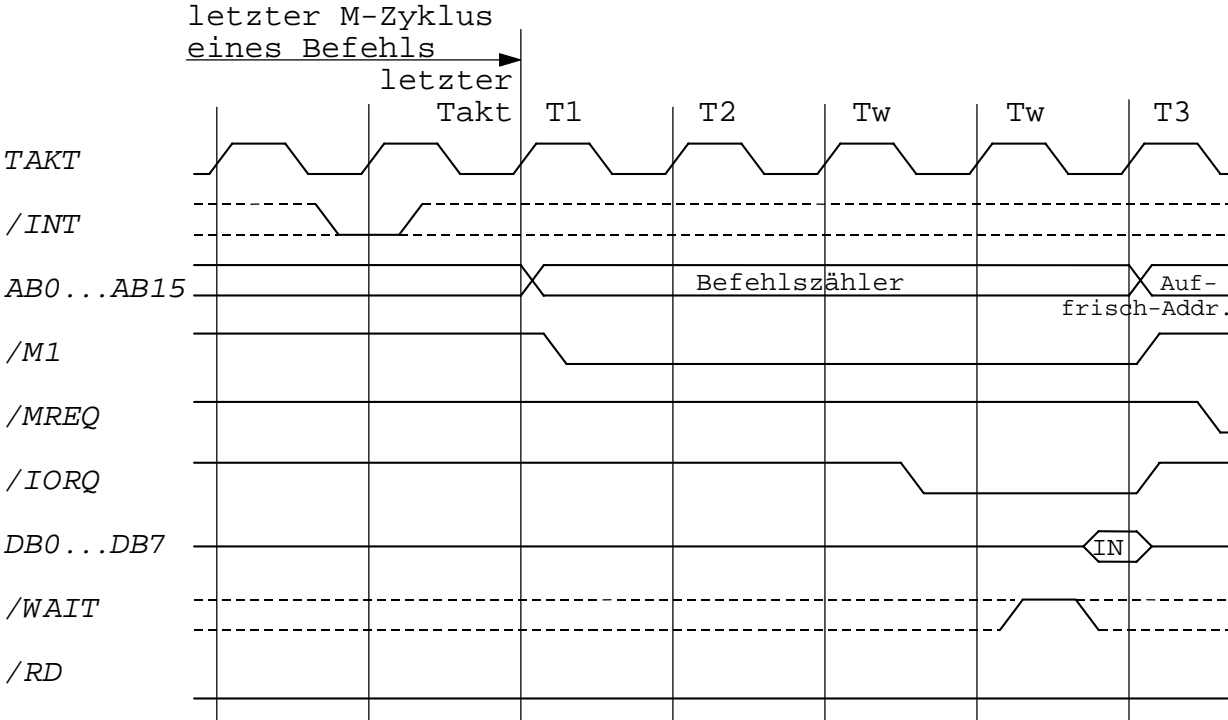 letzter M-Zyklus
eines Befehls
letzter
Takt T1 T2 Tw Tw T3
TAKT
/INT
AB0...AB15 Befehlszähler Auf-
frisch-Addr.
/M1
/MREQ
/IORQ
DB0...DB7 IN
/WAIT
/RD